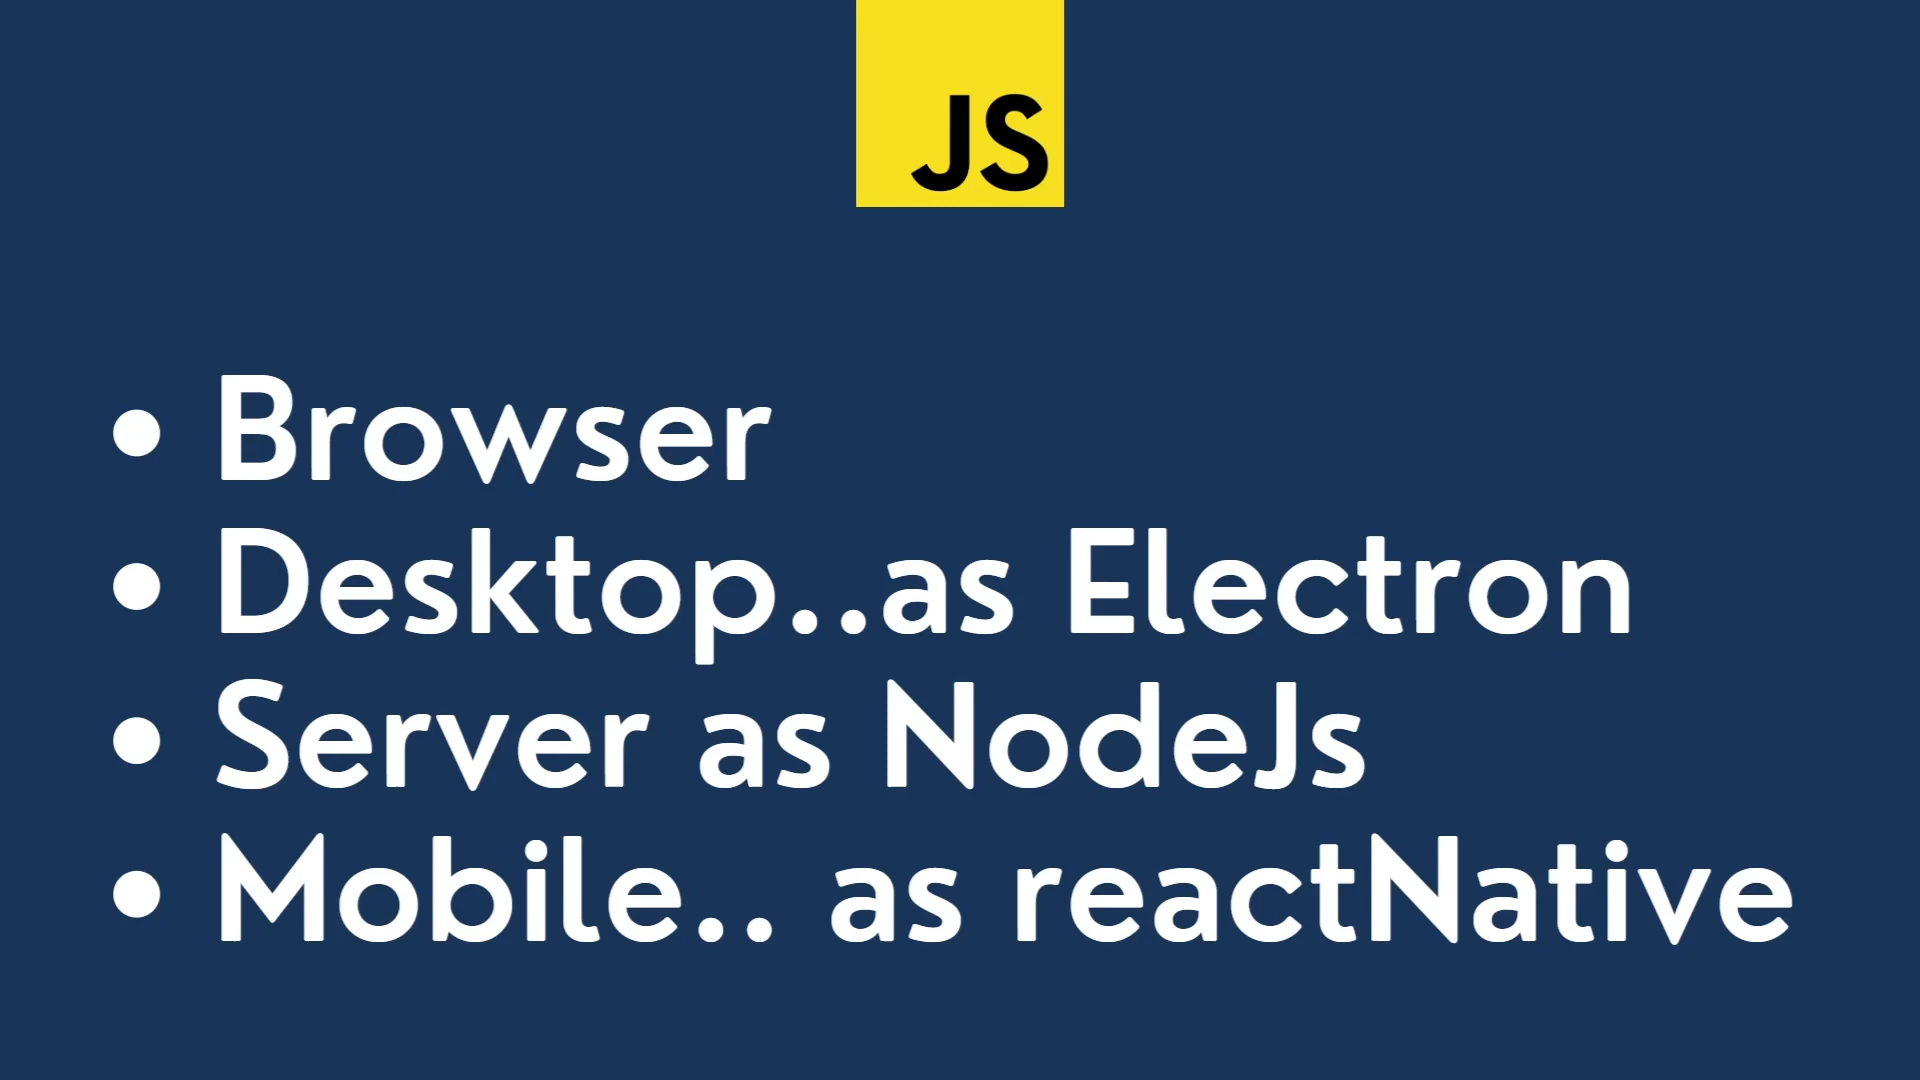 JS
• Browser
• Desktop..as Electron
• Server as NodeJs
• Mobile.. as reactNative